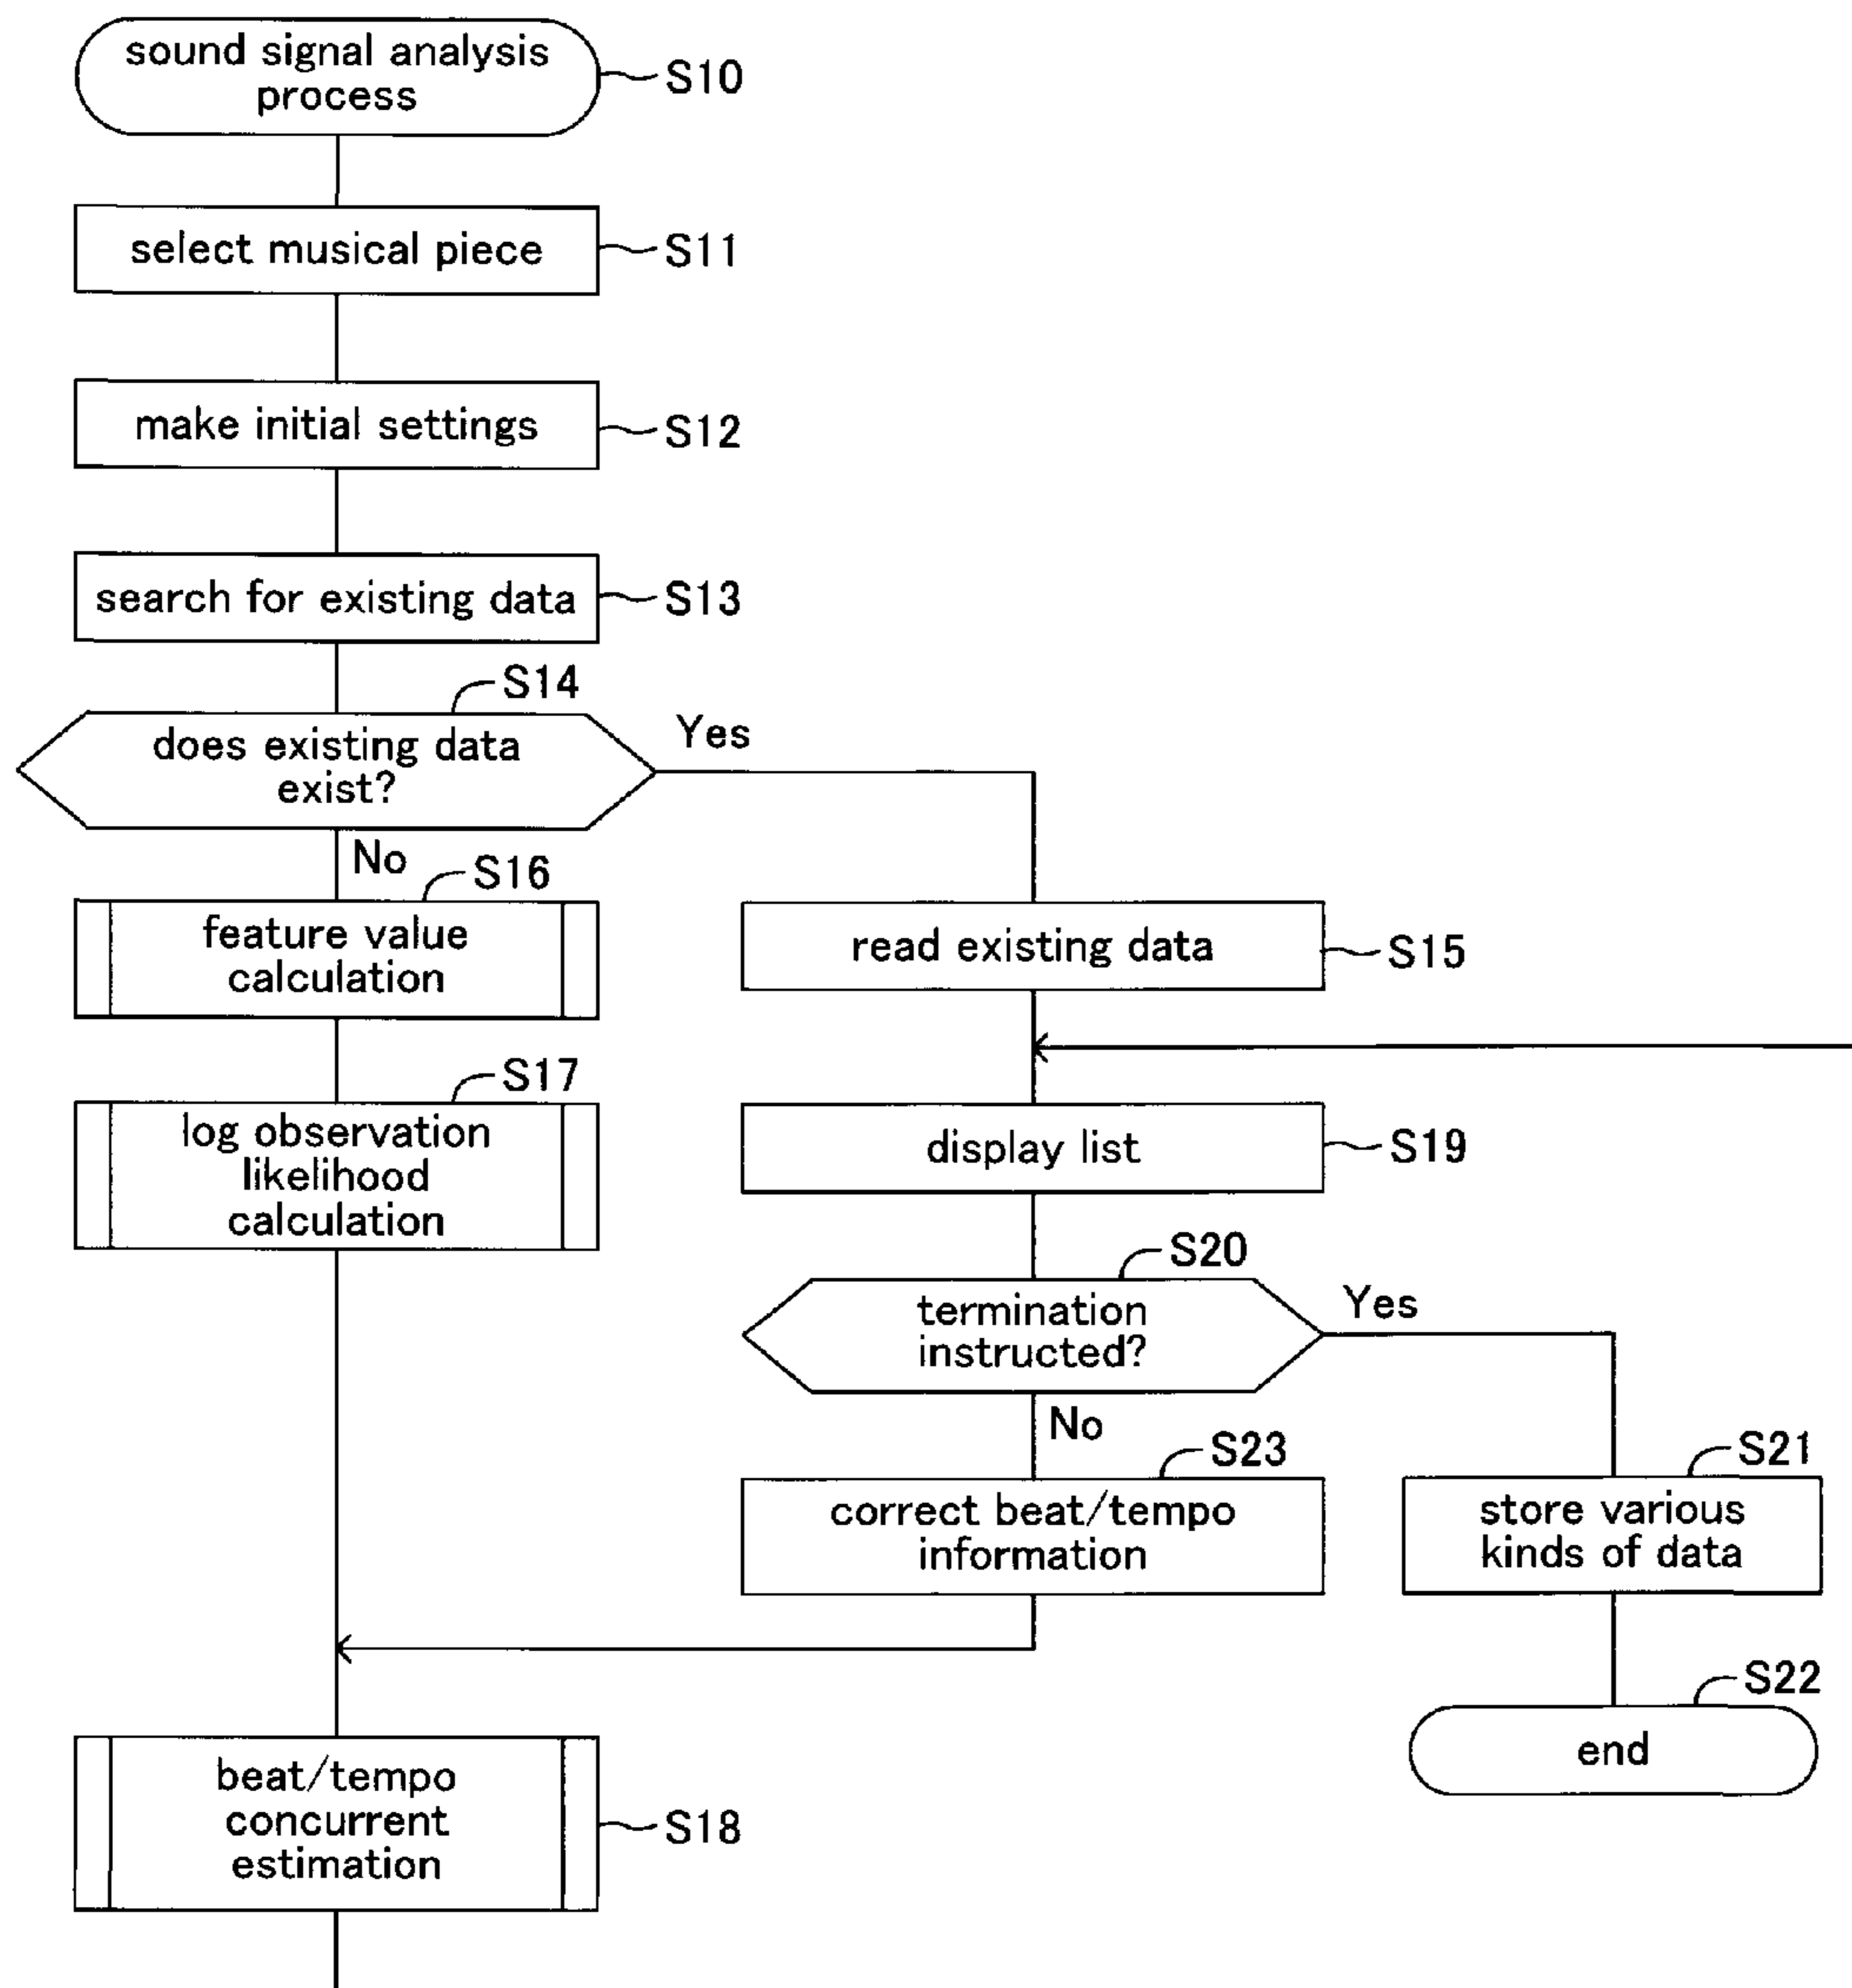 sound signal analysis
process
S10
select musical piece
S11
make initial settings
S12
search for existing data
S13
S14
does existing data
exist?
Yes
No
S16
feature value
calculation
read existing data
S15
S17
log observation
likelihood
calculation
display list
S19
S20
termination
instructed?
Yes
No
S23
correct beat/tempo
information
S21
store various
kinds of data
S22
end
beat/tempo
concurrent
estimation
S18